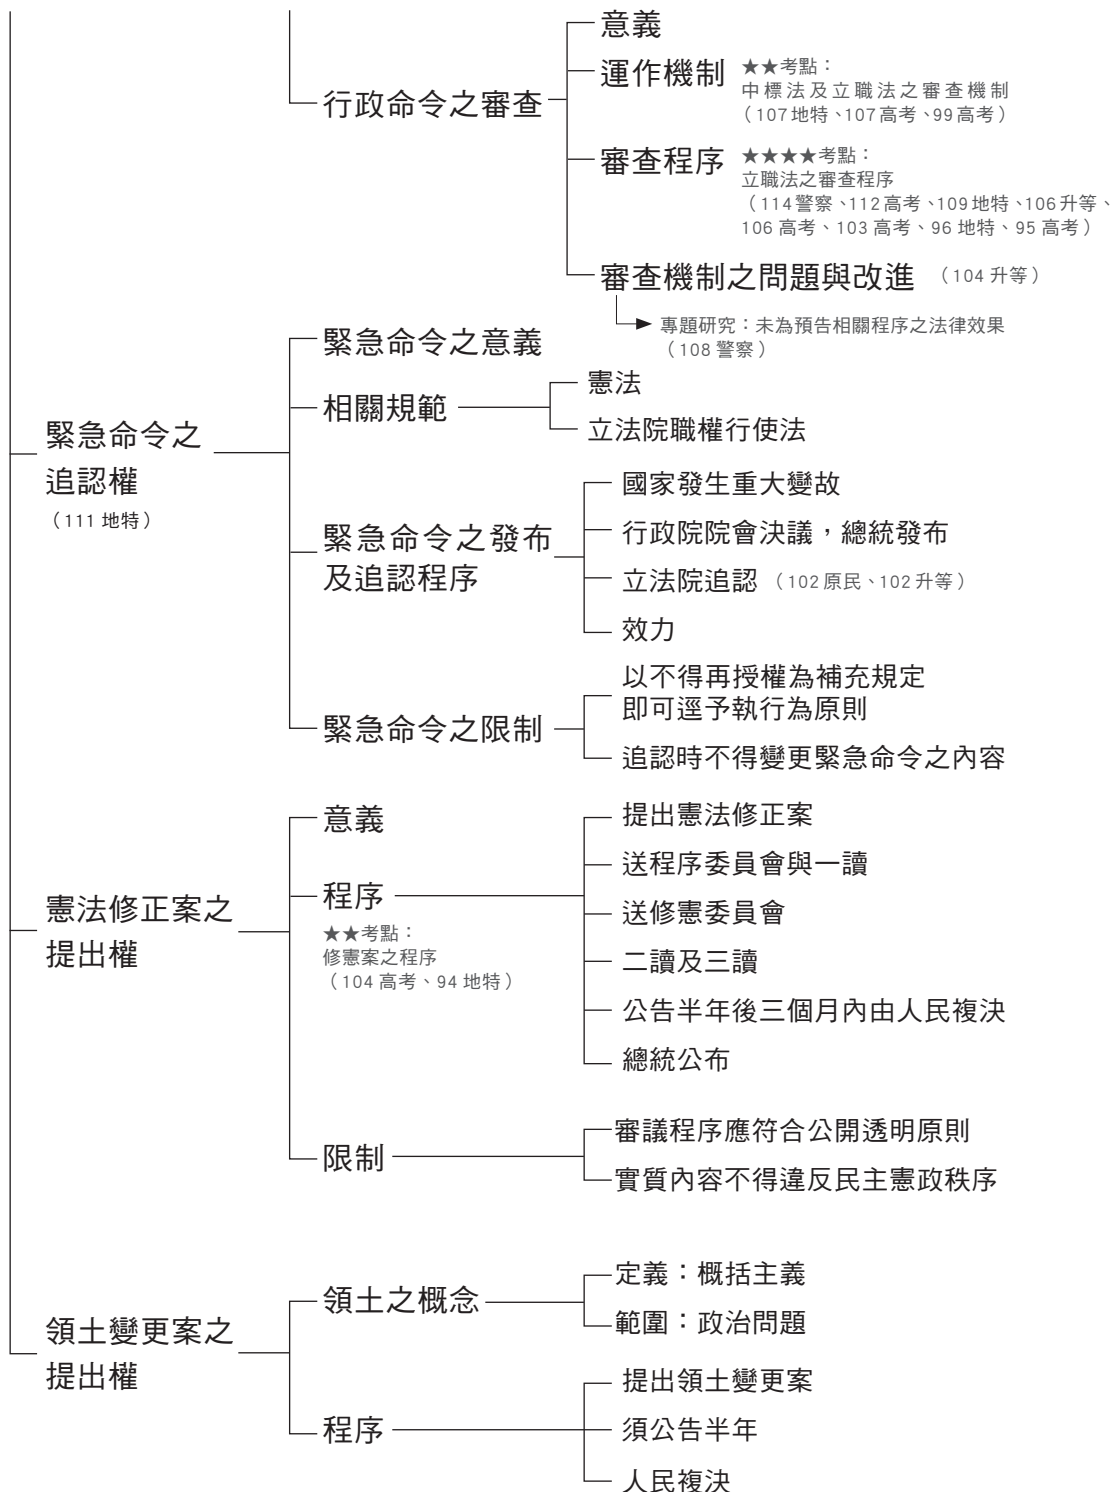 意義
運作機制
★★考點：
中標法及立職法之審查機制
（107地特、107高考、99高考）
行政命令之審查
審查程序
★★★★考點：
立職法之審查程序
（114警察、112高考、109地特、106升等、
106高考、103高考、96地特、95高考）
審查機制之問題與改進
（104升等）
專題研究：未為預告相關程序之法律效果
（108警察）
緊急命令之
追認權
（111地特）
緊急命令之意義
相關規範
憲法
立法院職權行使法
緊急命令之發布
及追認程序
國家發生重大變故
行政院院會決議，總統發布
立法院追認
（102原民、102升等）
效力
緊急命令之限制
以不得再授權為補充規定
即可逕予執行為原則
追認時不得變更緊急命令之內容
憲法修正案之
提出權
意義
程序
★★考點：
修憲案之程序
（104高考、94地特）
提出憲法修正案
送程序委員會與一讀
送修憲委員會
二讀及三讀
公告半年後三個月內由人民複決
總統公布
限制
審議程序應符合公開透明原則
實質內容不得違反民主憲政秩序
領土變更案之
提出權
領土之概念
定義：概括主義
範圍：政治問題
程序
提出領土變更案
須公告半年
人民複決